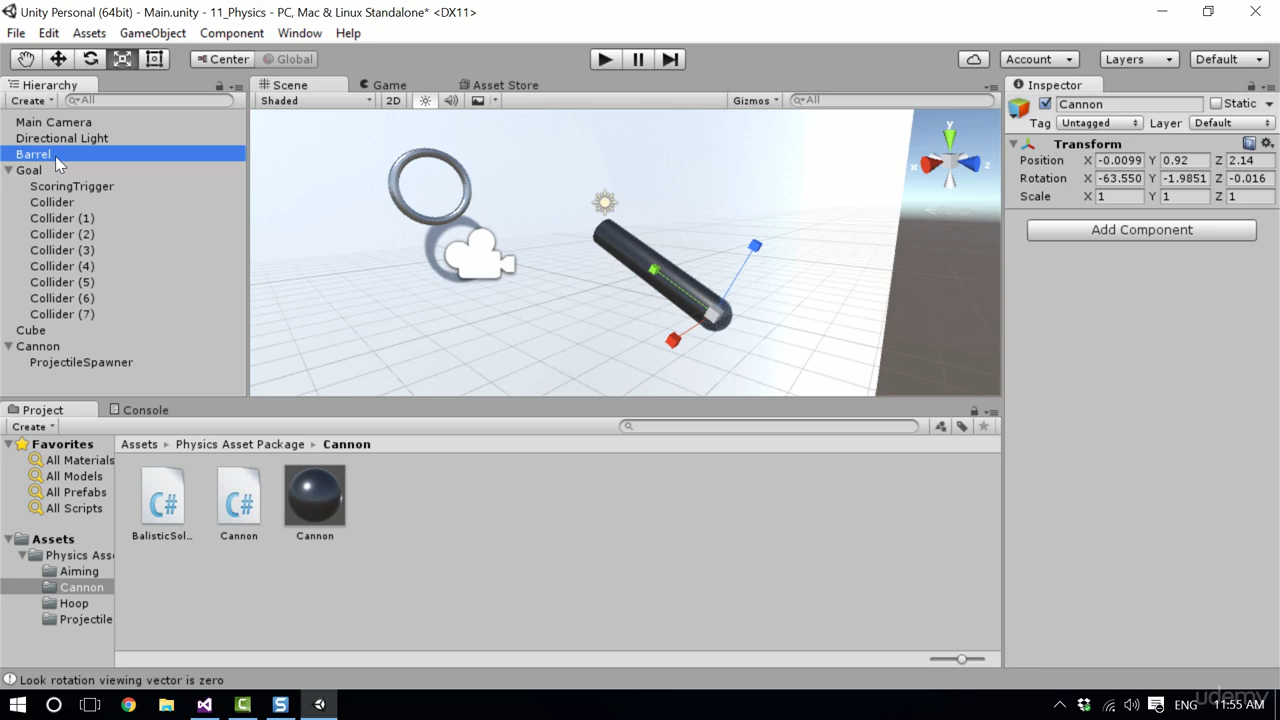 Unity Personal (64bit) - Main.unity - 11_Physics - PC, Mac & Linux Standalone* <DX11>
File Edit Assets GameObject Component Window Help
Center Global Account Layers Default
Hierarchy
Create All
Main Camera
Directional Light
Barrel
Goal
ScoringTrigger
Collider
Collider (1)
Collider (2)
Collider (3)
Collider (4)
Collider (5)
Collider (6)
Collider (7)
Cube
Cannon
ProjectileSpawner
Scene Game Asset Store
Shaded 2D Gizmos All
y
x z
Persp
Inspector
Cannon Static
Tag Untagged Layer Default
Transform
Position X -0.0099 Y 0.92 Z 2.14
Rotation X -63.550 Y -1.9851 Z -0.016
Scale X 1 Y 1 Z 1
Add Component
Project Console
Create
Favorites
All Materials
All Models
All Prefabs
All Scripts
Assets
Physics Asse
Aiming
Cannon
Hoop
Projectile
Assets Physics Asset Package Cannon
C# C#
BalisticSol... Cannon Cannon
Look rotation viewing vector is zero
ENG 11:55 AM
udemy